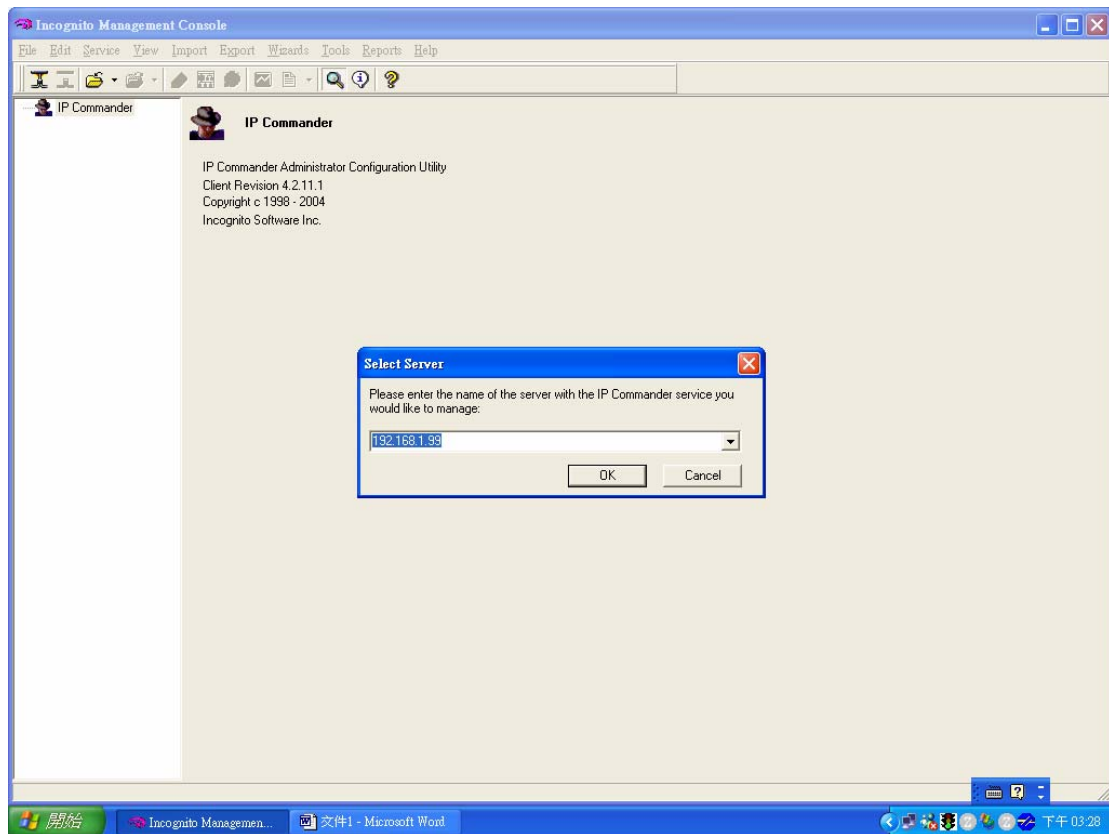 Incognito Management Console
File Edit Service View Import Export Wizards Tools Reports Help
IP Commander
IP Commander
IP Commander Administrator Configuration Utility
Client Revision 4.2.11.1
Copyright c 1998 - 2004
Incognito Software Inc.
Select Server
Please enter the name of the server with the IP Commander service you
would like to manage:
192.168.1.99
OK Cancel
開始 Incognito Managemen... 文件1 - Microsoft Word 下午 03:28